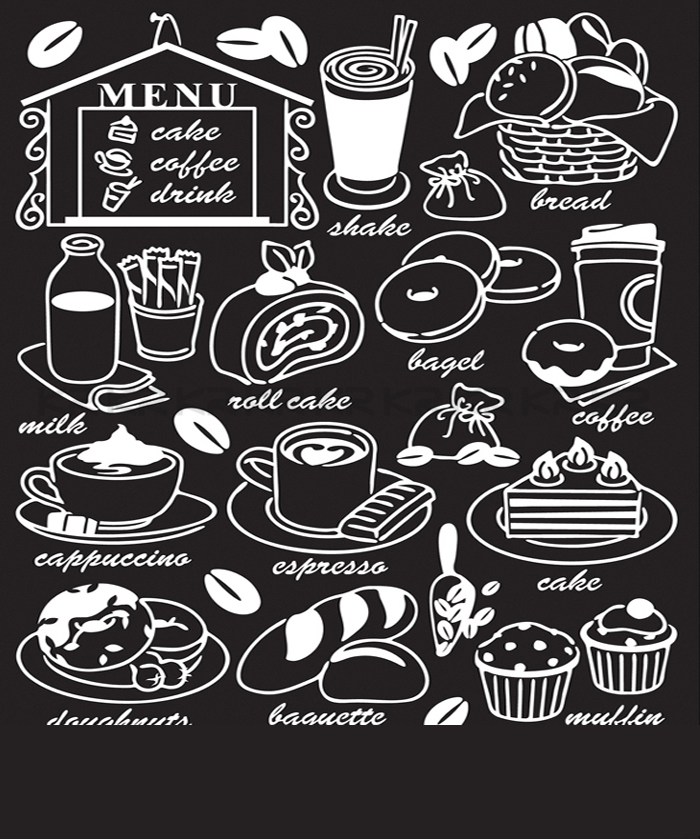 MENU
cake
coffee
drink
shake
bread
milk
roll cake
bagel
coffee
cappuccino
espresso
cake
doughnuts
baguette
muffin